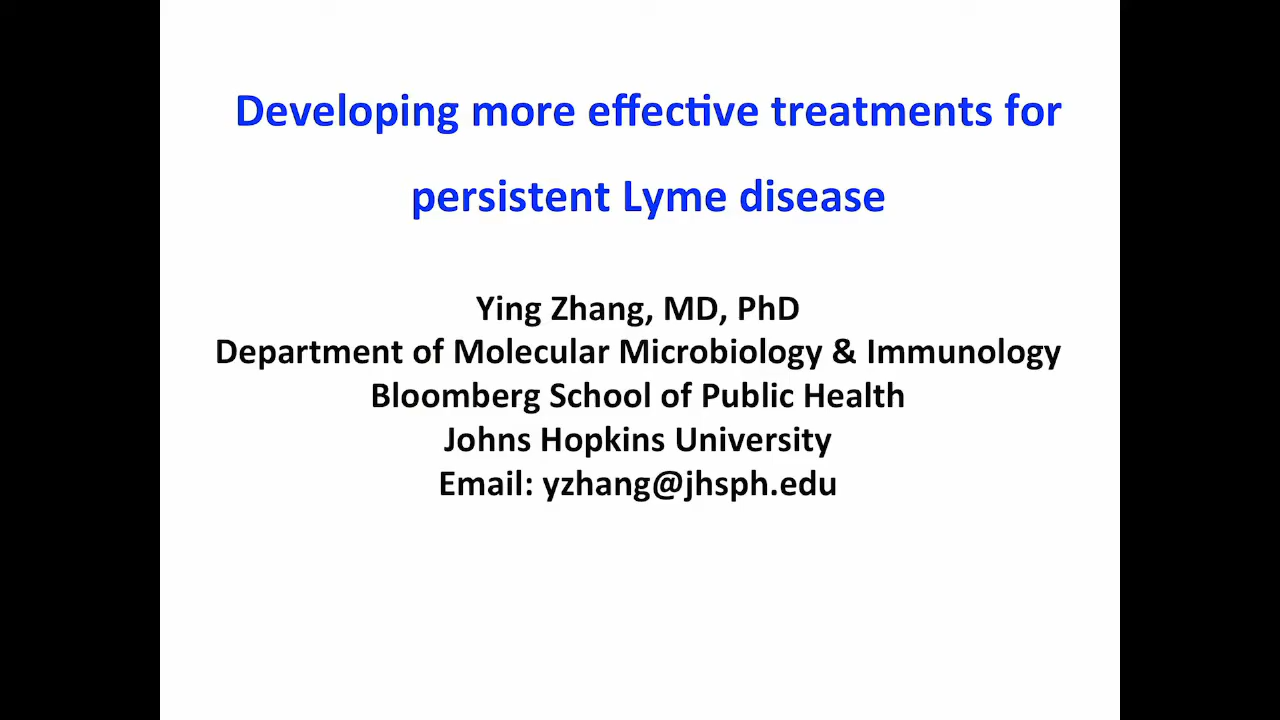 Developing more effective treatments for
persistent Lyme disease
Ying Zhang, MD, PhD
Department of Molecular Microbiology & Immunology
Bloomberg School of Public Health
Johns Hopkins University
Email: yzhang@jhsph.edu